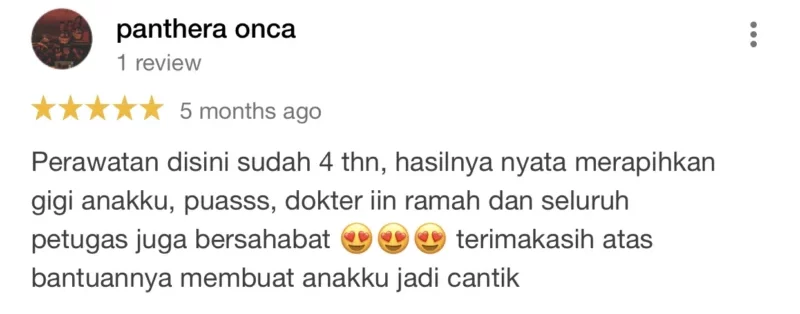 panthera onca
1 review
5 months ago
Perawatan disini sudah 4 thn, hasilnya nyata merapihkan
gigi anakku, puasss, dokter iin ramah dan seluruh
petugas juga bersahabat 😍😍😍 terimakasih atas
bantuannya membuat anakku jadi cantik